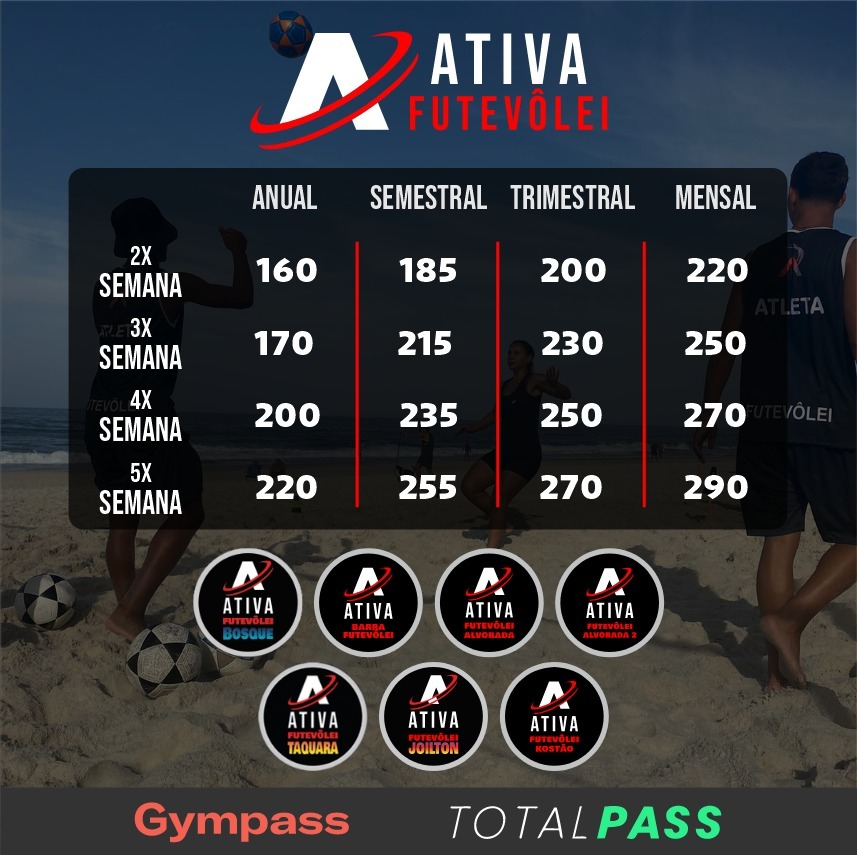 ATIVA
FUTEVÔLEI
ANUAL SEMESTRAL TRIMESTRAL MENSAL
2X
SEMANA
160 185 200 220
3X
SEMANA
170 215 230 250
4X
SEMANA
200 235 250 270
5X
SEMANA
220 255 270 290
ATLETA
FUTEVÔLEI
ATIVA
FUTEVÔLEI
BOSQUE
ATIVA
BARRA
FUTEVÔLEI
ATIVA
FUTEVÔLEI
ALVORADA
ATIVA
FUTEVÔLEI
ALVORADA 2
ATIVA
FUTEVÔLEI
TAQUARA
ATIVA
FUTEVÔLEI
JOILTON
ATIVA
FUTEVÔLEI
KOSTÃO
Gympass TOTALPASS